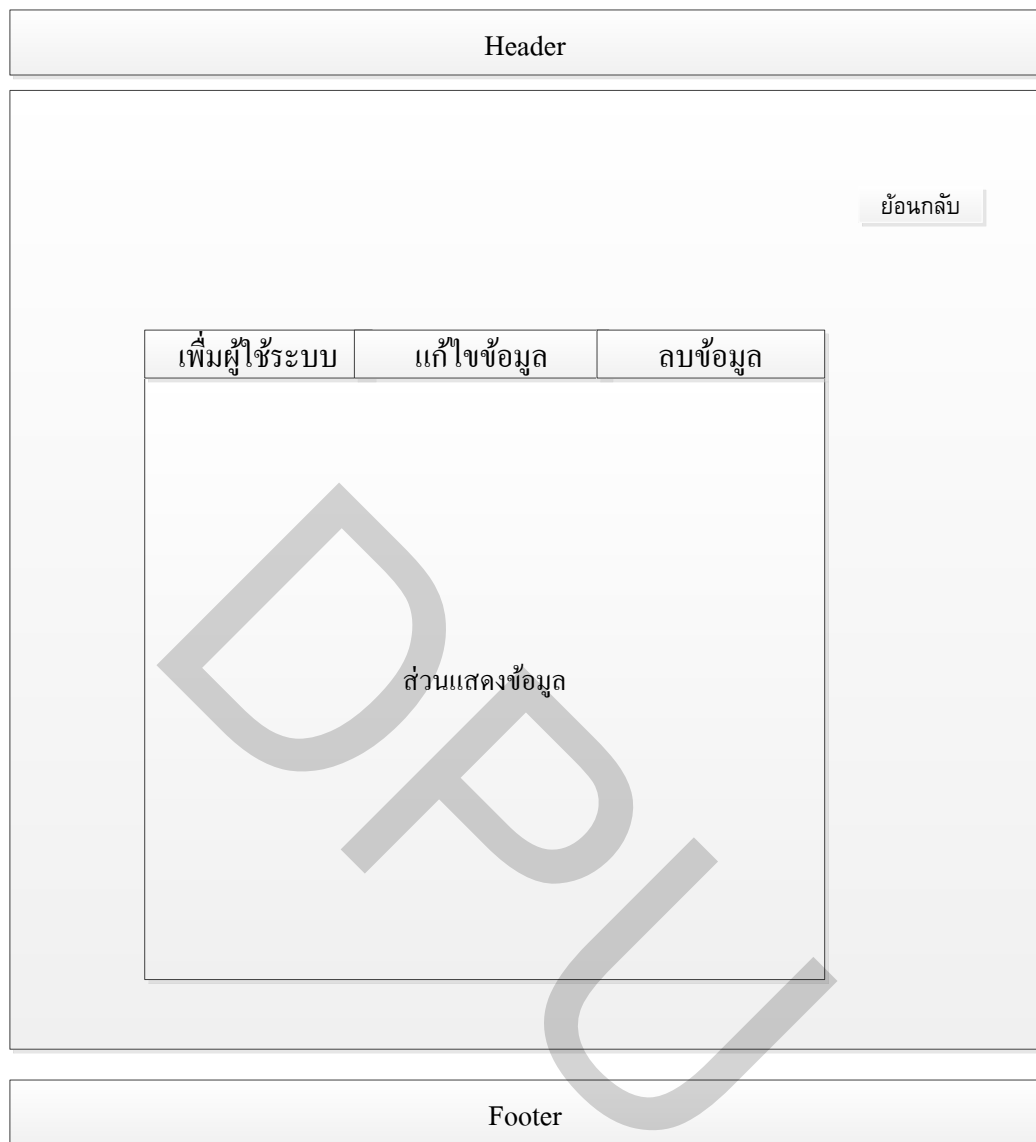 Header
ย้อนกลับ
เพิ่มผู้ใช้ระบบ แก้ไขข้อมูล ลบข้อมูล
ส่วนแสดงข้อมูล
DPU
Footer